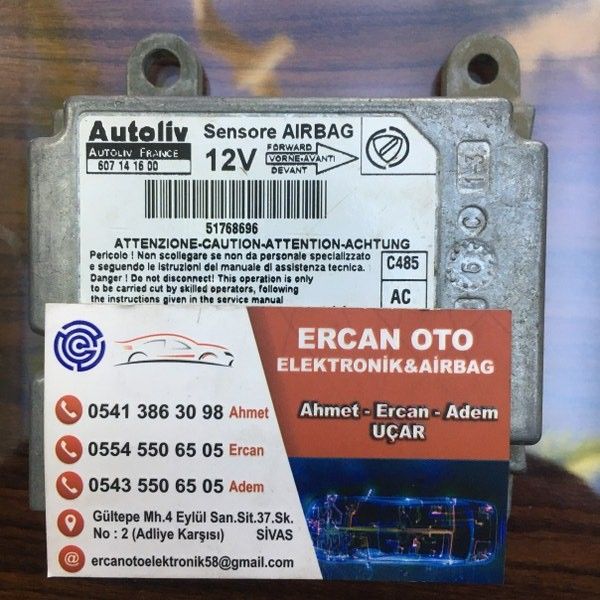 Autoliv
AUTOLIV FRANCE
607 14 16 00
Sensore AIRBAG
12V
FORWARD
VORNE-AVANTI
DEVANT
51768696
ATTENZIONE-CAUTION-ATTENTION-ACHTUNG
Pericolo ! Non scollegare se non da personale specializzato
e seguendo le istruzioni del manuale di assistenza tecnica.
Danger ! Do not disconnect! This operation is only
to be carried out by skilled operators, following
the instructions given in the service manual
C485
AC
ERCAN OTO
ELEKTRONİK&AİRBAG
Ahmet - Ercan - Adem
UÇAR
0541 386 30 98 Ahmet
0554 550 65 05 Ercan
0543 550 65 05 Adem
Gültepe Mh.4 Eylül San.Sit.37.Sk.
No : 2 (Adliye Karşısı) SİVAS
ercanotoelektronik58@gmail.com